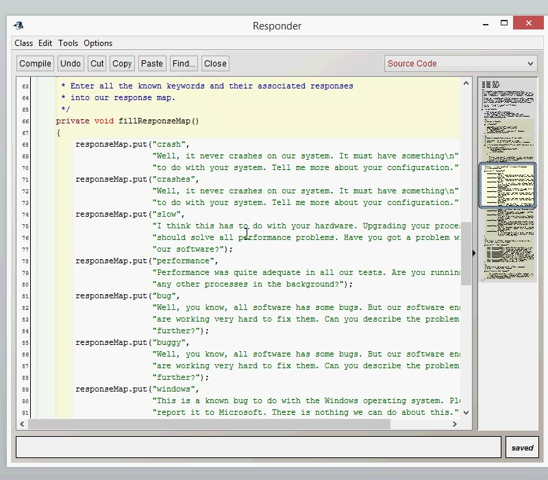 Responder
Class Edit Tools Options
Compile Undo Cut Copy Paste Find... Close Source Code
63 * Enter all the known keywords and their associated responses
64 * into our response map.
65 */
66 private void fillResponseMap()
67 {
68 responseMap.put("crash",
69 "Well, it never crashes on our system. It must have something\n"
70 "to do with your system. Tell me more about your configuration."
71 responseMap.put("crashes",
72 "Well, it never crashes on our system. It must have something\n"
73 "to do with your system. Tell me more about your configuration."
74 responseMap.put("slow",
75 "I think this has to do with your hardware. Upgrading your proce
76 "should solve all performance problems. Have you got a problem w
77 "our software?");
78 responseMap.put("performance",
79 "Performance was quite adequate in all our tests. Are you runnin
80 "any other processes in the background?");
81 responseMap.put("bug",
82 "Well, you know, all software has some bugs. But our software en
83 "are working very hard to fix them. Can you describe the problem
84 "further?");
85 responseMap.put("buggy",
86 "Well, you know, all software has some bugs. But our software en
87 "are working very hard to fix them. Can you describe the problem
88 "further?");
89 responseMap.put("windows",
90 "This is a known bug to do with the Windows operating system. Pl
91 "report it to Microsoft. There is nothing we can do about this."
saved